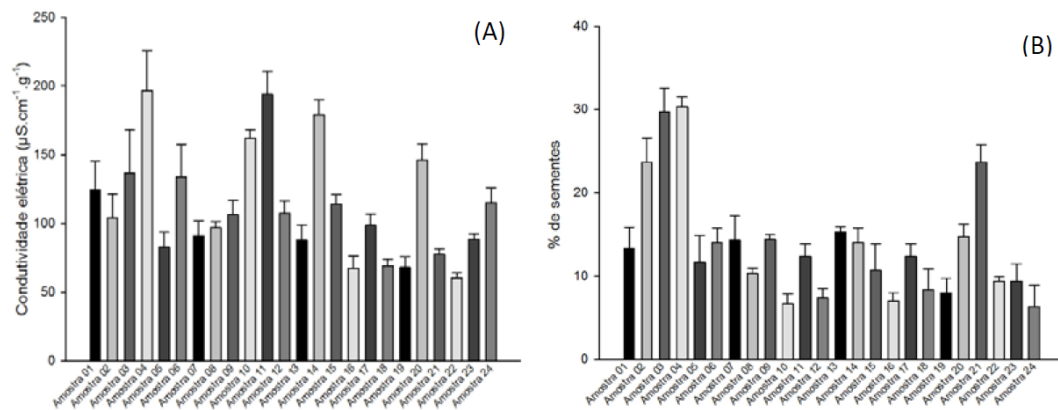 (A)
Condutividade elétrica (µS.cm⁻¹.g⁻¹)
250
200
150
100
50
0
Amostra 01
Amostra 02
Amostra 03
Amostra 04
Amostra 05
Amostra 06
Amostra 07
Amostra 08
Amostra 09
Amostra 10
Amostra 11
Amostra 12
Amostra 13
Amostra 14
Amostra 15
Amostra 16
Amostra 17
Amostra 18
Amostra 19
Amostra 20
Amostra 21
Amostra 22
Amostra 23
Amostra 24
(B)
% de sementes
40
30
20
10
0
Amostra 01
Amostra 02
Amostra 03
Amostra 04
Amostra 05
Amostra 06
Amostra 07
Amostra 08
Amostra 09
Amostra 10
Amostra 11
Amostra 12
Amostra 13
Amostra 14
Amostra 15
Amostra 16
Amostra 17
Amostra 18
Amostra 19
Amostra 20
Amostra 21
Amostra 22
Amostra 23
Amostra 24